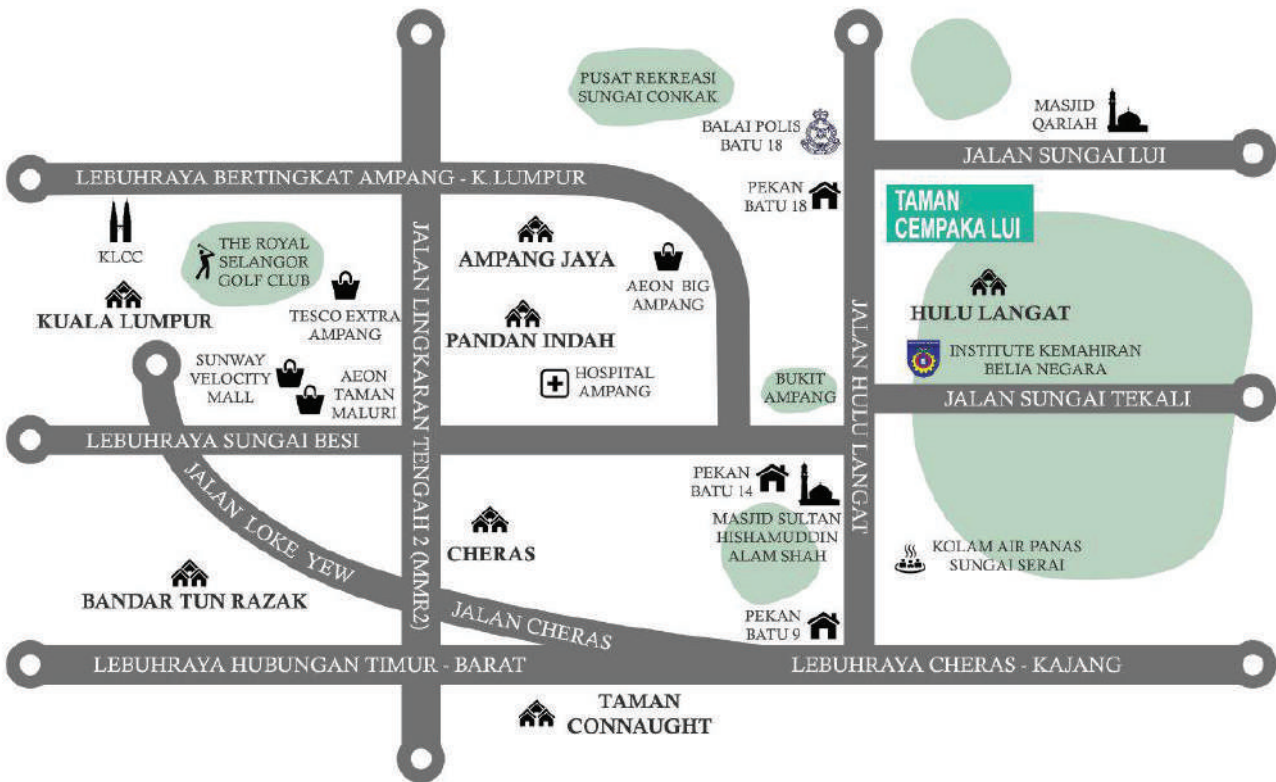 PUSAT REKREASI
SUNGAI CONKAK
MASJID
QARIAH
BALAI POLIS
BATU 18
JALAN SUNGAI LUI
LEBUHRAYA BERTINGKAT AMPANG - K.LUMPUR
PEKAN
BATU 18
TAMAN
CEMPAKA LUI
KLCC
THE ROYAL
SELANGOR
GOLF CLUB
AMPANG JAYA
AEON BIG
AMPANG
KUALA LUMPUR
TESCO EXTRA
AMPANG
PANDAN INDAH
HULU LANGAT
JALAN LINGKARAN TENGAH 2 (MMR2)
JALAN HULU LANGAT
SUNWAY
VELOCITY
MALL
AEON
TAMAN
MALURI
HOSPITAL
AMPANG
BUKIT
AMPANG
INSTITUTE KEMAHIRAN
BELIA NEGARA
JALAN SUNGAI TEKALI
LEBUHRAYA SUNGAI BESI
JALAN LOKE YEW
PEKAN
BATU 14
MASJID SULTAN
HISHAMUDDIN
ALAM SHAH
CHERAS
KOLAM AIR PANAS
SUNGAI SERAI
BANDAR TUN RAZAK
JALAN CHERAS
PEKAN
BATU 9
LEBUHRAYA HUBUNGAN TIMUR - BARAT
LEBUHRAYA CHERAS - KAJANG
TAMAN
CONNAUGHT